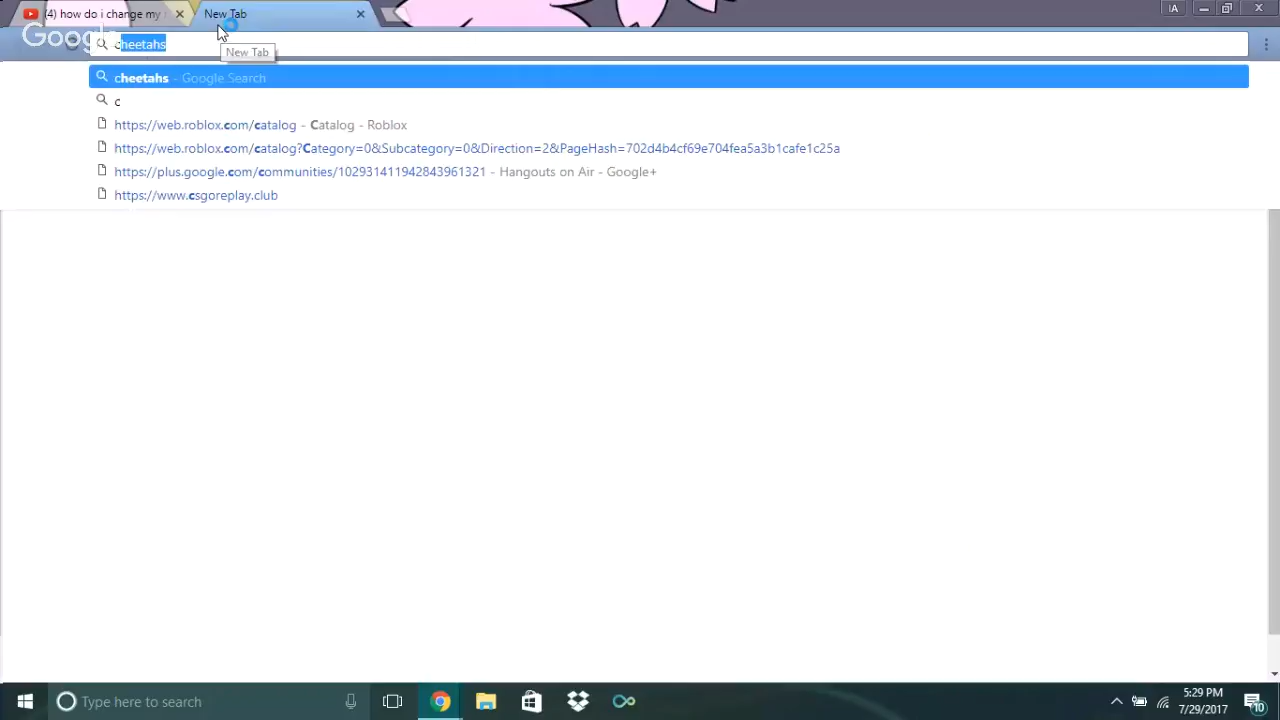 (4) how do i change my
New Tab
IA
Google
cheetahs
New Tab
cheetahs - Google Search
c
https://web.roblox.com/catalog - Catalog - Roblox
https://web.roblox.com/catalog?Category=0&Subcategory=0&Direction=2&PageHash=702d4b4cf69e704fea5a3b1cafe1c25a
https://plus.google.com/communities/102931411942843961321 - Hangouts on Air - Google+
https://www.csgoreplay.club
Type here to search
5:29 PM
7/29/2017
10